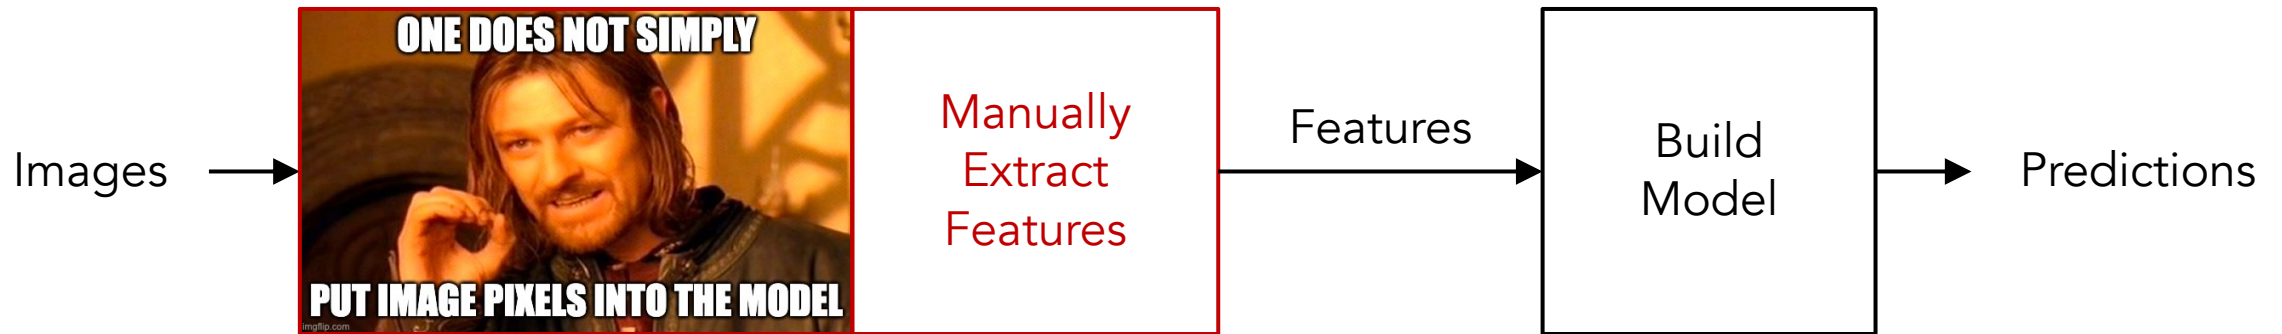 Images
ONE DOES NOT SIMPLY
PUT IMAGE PIXELS INTO THE MODEL
imgflip.com
Manually
Extract
Features
Features
Build
Model
Predictions